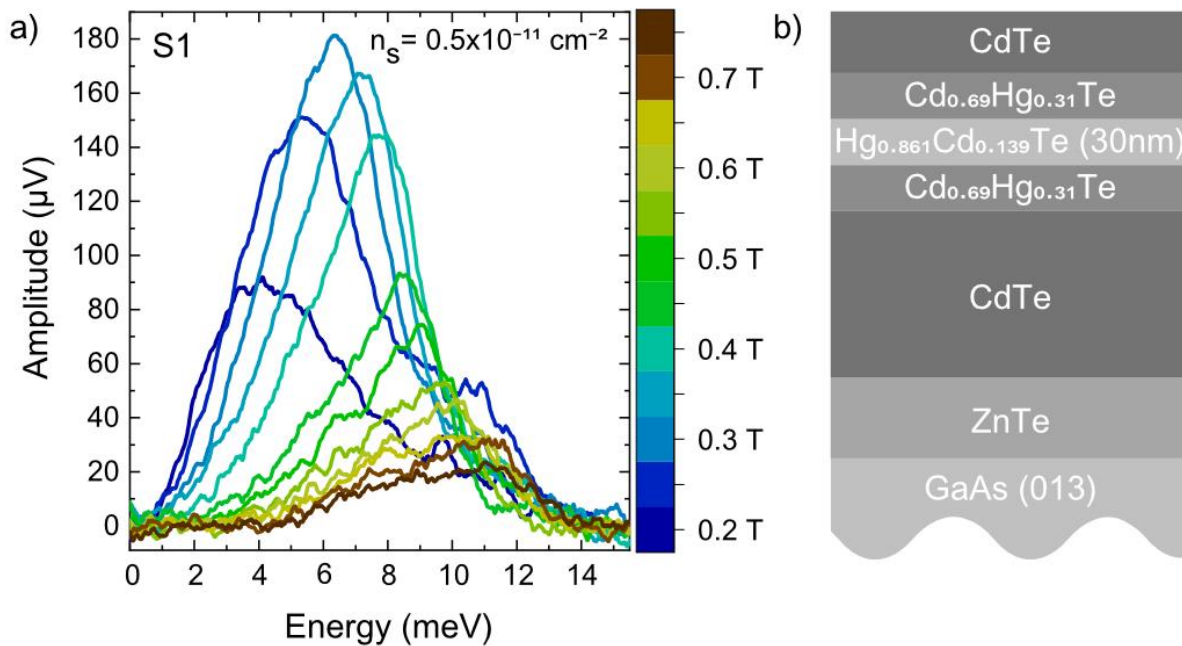 a)
S1
nₛ= 0.5x10⁻¹¹ cm⁻²
180
160
140
120
100
80
60
40
20
0
Amplitude (µV)
0 2 4 6 8 10 12 14
Energy (meV)
0.7 T
0.6 T
0.5 T
0.4 T
0.3 T
0.2 T
b)
CdTe
Cd₀.₆₉Hg₀.₃₁Te
Hg₀.₈₆₁Cd₀.₁₃₉Te (30nm)
Cd₀.₆₉Hg₀.₃₁Te
CdTe
ZnTe
GaAs (013)